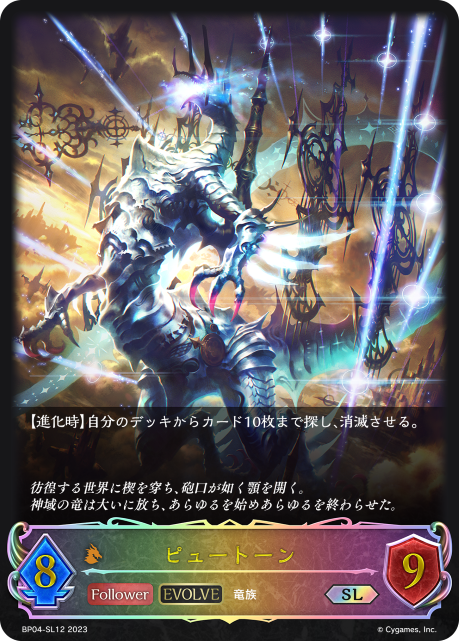 【進化時】自分のデッキからカード10枚まで探し、消滅させる。
彷徨する世界に楔を穿ち、砲口が如く顎を開く。
神域の竜は大いに放ち、あらゆるを始めあらゆるを終わらせた。
8
ピュートーン
9
Follower EVOLVE 竜族 SL
BP04-SL12 2023 © Cygames, Inc.